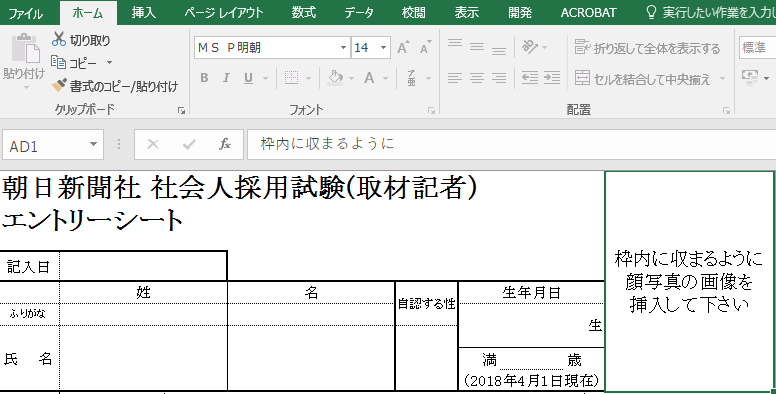 ファイル ホーム 挿入 ページ レイアウト 数式 データ 校閲 表示 開発 ACROBAT 実行したい作業を入力
貼り付け
切り取り
コピー
書式のコピー/貼り付け
クリップボード
ＭＳ Ｐ明朝 14 A A
B I U A ア 亜
フォント
折り返して全体を表示する
セルを結合して中央揃え
配置
標準
%
AD1 fx 枠内に収まるように
朝日新聞社 社会人採用試験(取材記者)
エントリーシート
記入日
姓 名 自認する性 生年月日
ふりがな
生
氏 名
満 歳
(2018年4月1日現在)
枠内に収まるように
顔写真の画像を
挿入して下さい